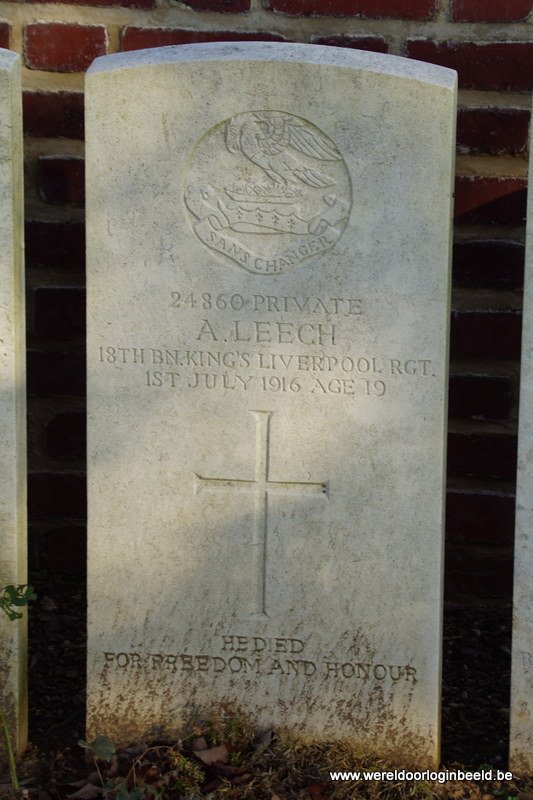 SANS CHANGER
24860 PRIVATE
A. LEECH
18TH BN. KING'S LIVERPOOL RGT.
1ST JULY 1916 AGE 19
HE DIED
FOR FREEDOM AND HONOUR
www.wereldoorloginbeeld.be